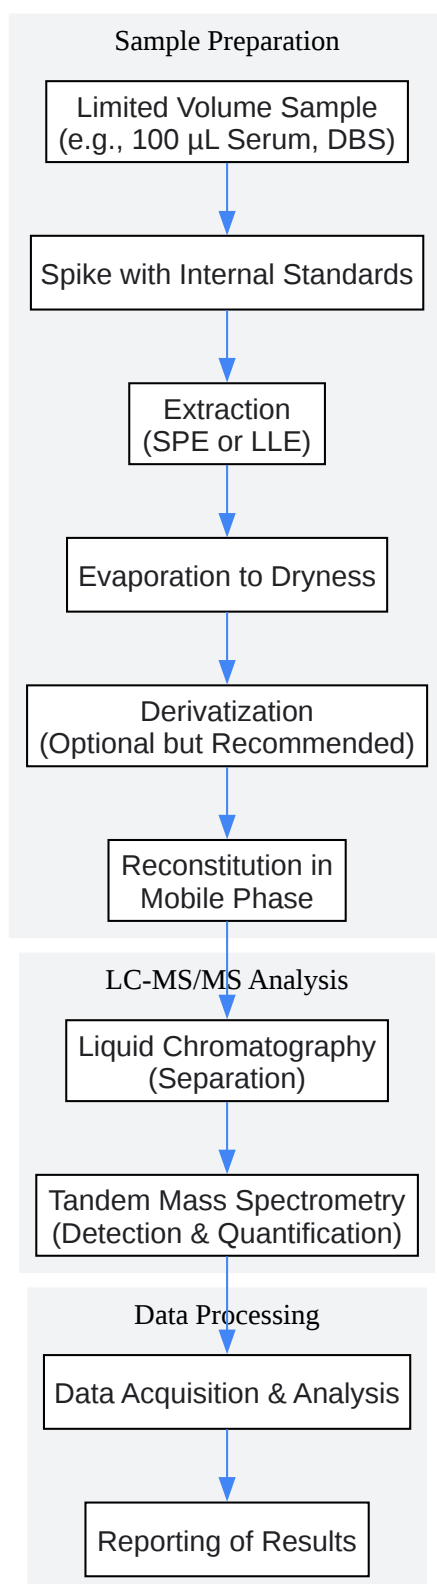 Sample Preparation
Limited Volume Sample
(e.g., 100 µL Serum, DBS)
Spike with Internal Standards
Extraction
(SPE or LLE)
Evaporation to Dryness
Derivatization
(Optional but Recommended)
Reconstitution in
Mobile Phase
LC-MS/MS Analysis
Liquid Chromatography
(Separation)
Tandem Mass Spectrometry
(Detection & Quantification)
Data Processing
Data Acquisition & Analysis
Reporting of Results